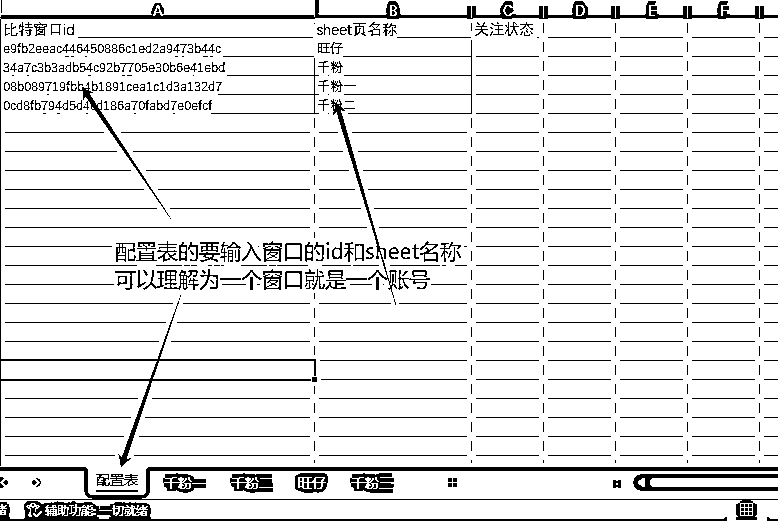 A B C D E F
比特窗口id sheet页名称 关注状态
e9fb2eeac446450886c1ed2a9473b44c 旺仔
34a7c3b3adb54c92b7705e30b6e41ebd 千粉
08b089719fbb4b1891cea1c1d3a132d7 千粉一
0cd8fb794d5d4ed186a70fabd7e0efcf 千粉二
配置表的要输入窗口的id和sheet名称
可以理解为一个窗口就是一个账号
配置表 千粉一 千粉二 旺仔 千粉三
绪 辅助功能: 一切就绪